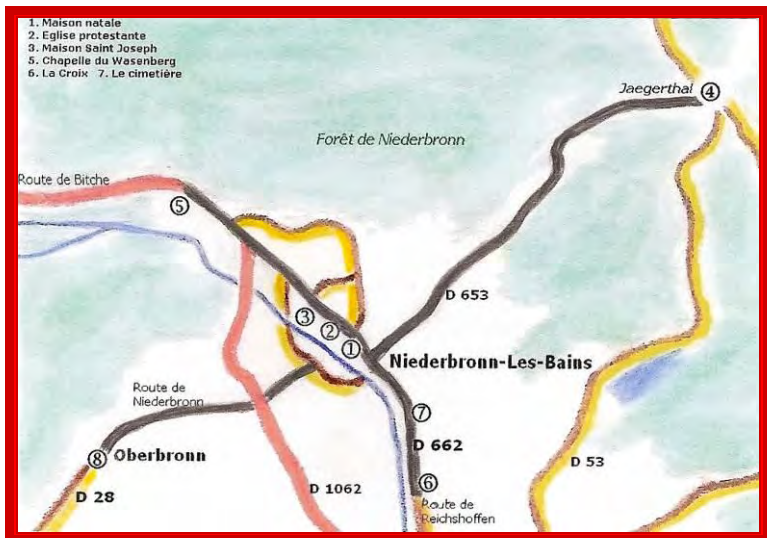 1. Maison natale
2. Eglise protestante
3. Maison Saint Joseph
5. Chapelle du Wasenberg
6. La Croix 7. Le cimetière
Jaegerthal ④
Forêt de Niederbronn
Route de Bitche
⑤
D 653
③
②
①
Niederbronn-Les-Bains
Route de
Niederbronn
⑦
⑧ Oberbronn
D 662
D 53
⑥
D 28
D 1062
Route de
Reichshoffen